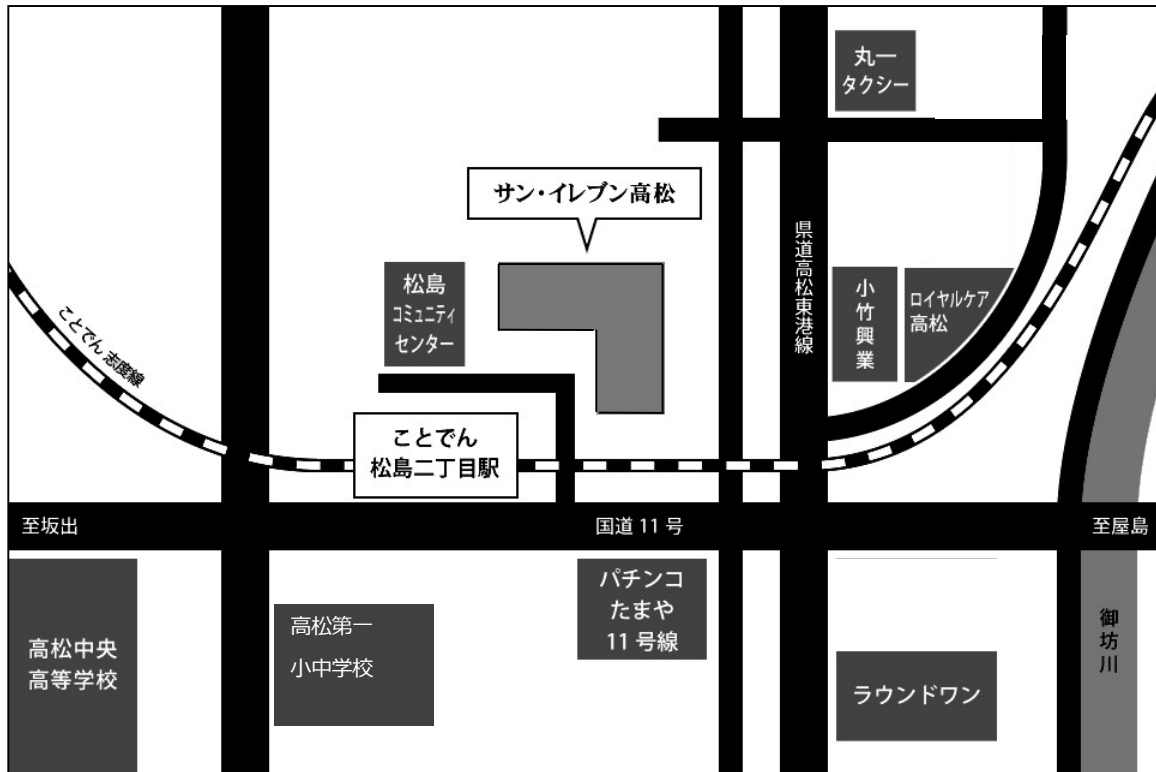 丸一
タクシー
サン・イレブン高松
県道高松東港線
松島
コミュニティ
センター
小竹興業
ロイヤルケア
高松
ことでん 志度線
ことでん
松島二丁目駅
至坂出
国道 11 号
至屋島
高松中央
高等学校
高松第一
小中学校
パチンコ
たまや
11 号線
ラウンドワン
御坊川